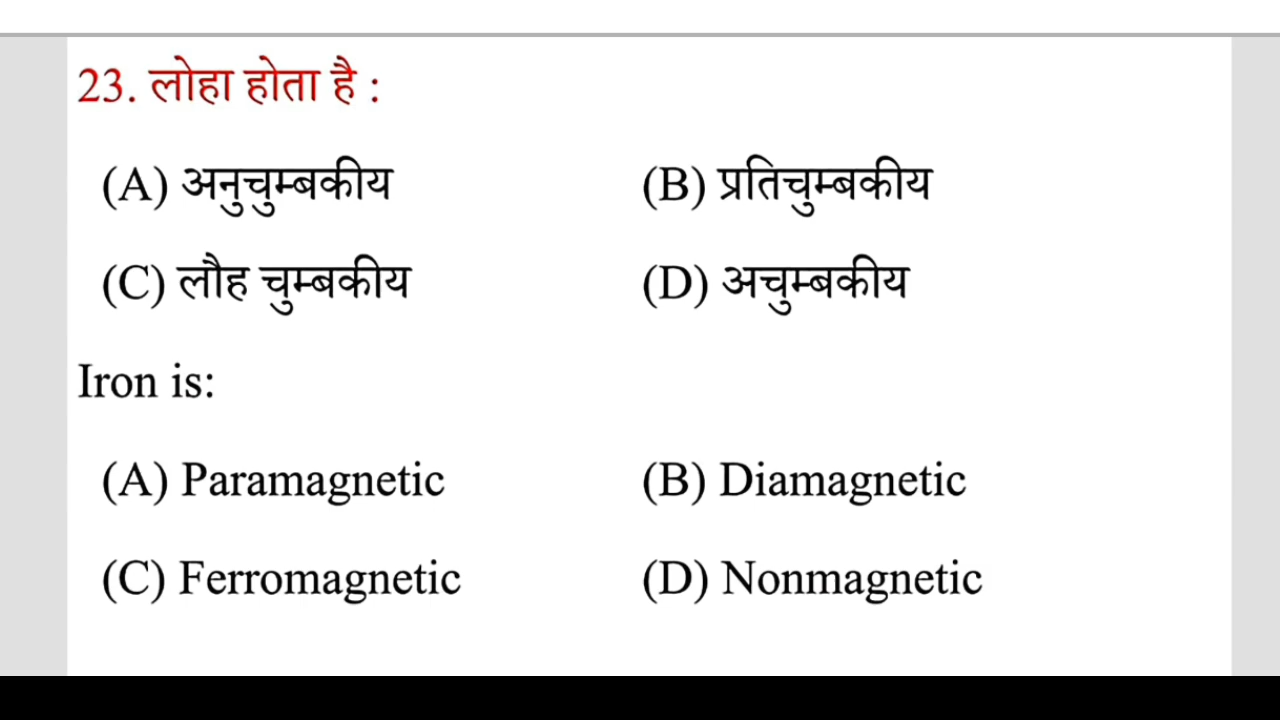 23. लोहा होता है :
(A) अनुचुम्बकीय (B) प्रतिचुम्बकीय
(C) लौह चुम्बकीय (D) अचुम्बकीय
Iron is:
(A) Paramagnetic (B) Diamagnetic
(C) Ferromagnetic (D) Nonmagnetic